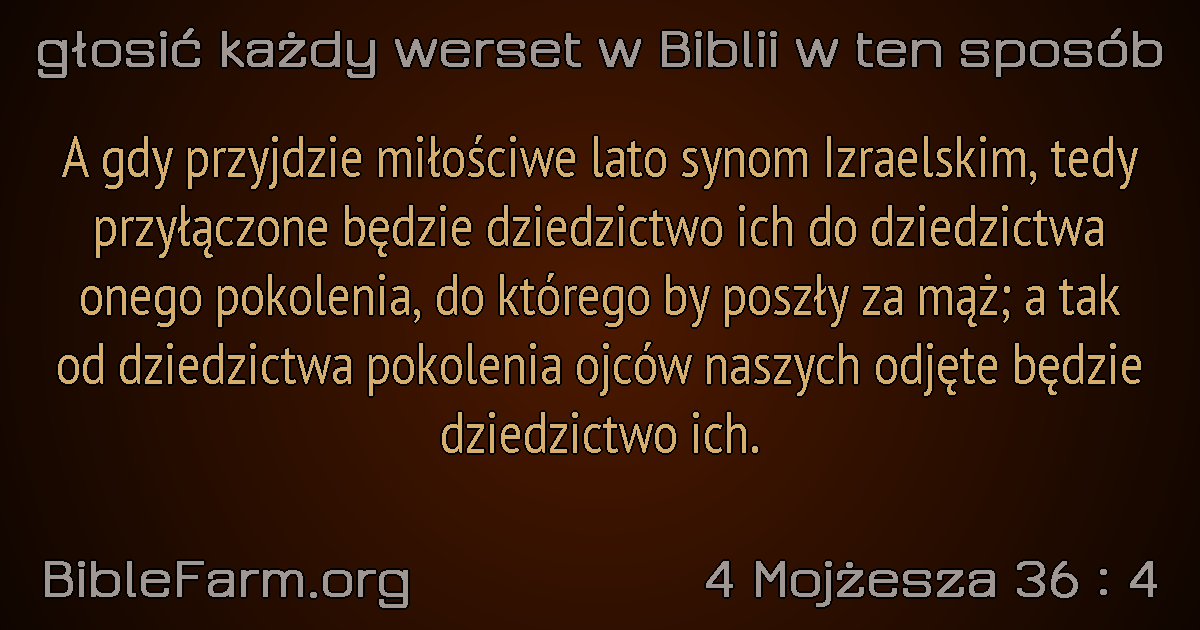 głosić każdy werset w Biblii w ten sposób
A gdy przyjdzie miłościwe lato synom Izraelskim, tedy
przyłączone będzie dziedzictwo ich do dziedzictwa
onego pokolenia, do którego by poszły za mąż; a tak
od dziedzictwa pokolenia ojców naszych odjęte będzie
dziedzictwo ich.
BibleFarm.org
4 Mojżesza 36 : 4